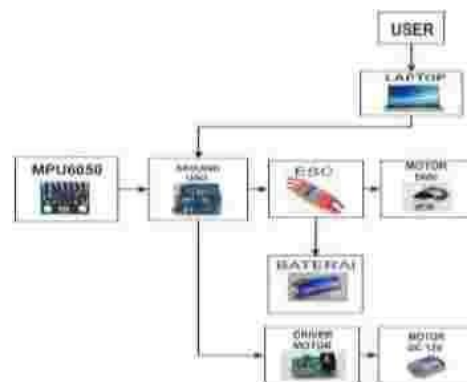 USER
LAPTOP
MPU6050
ARDUINO
UNO
ESC
MOTOR
BATERAI
DRIVER
MOTOR
MOTOR
DC 12V